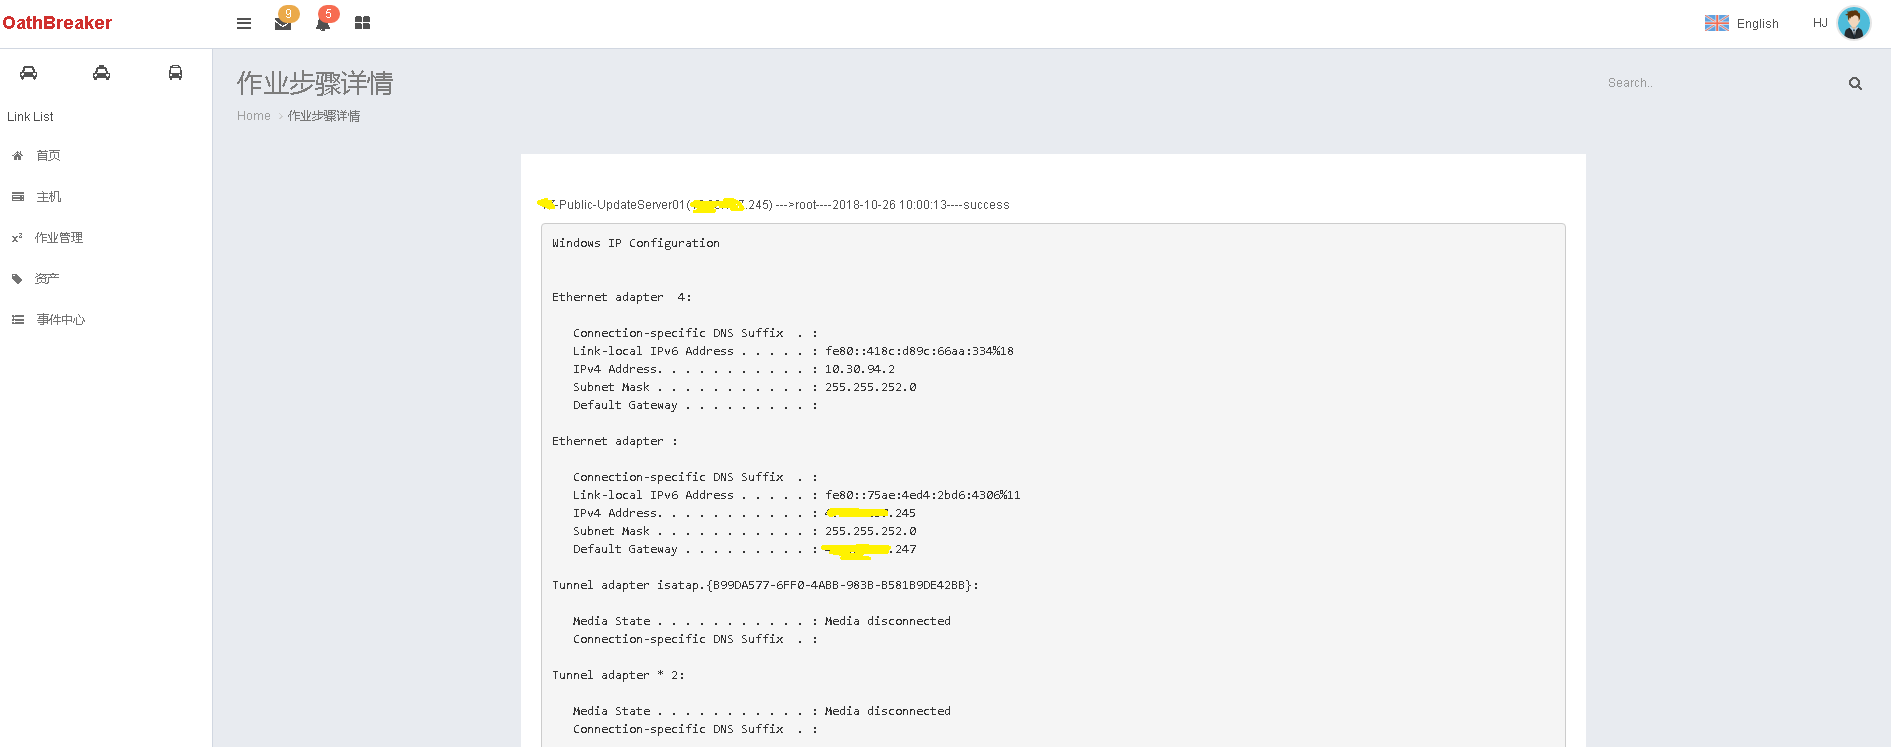 OathBreaker
9
5
English
HJ
Link List
首页
主机
作业管理
资产
事件中心
作业步骤详情
Home > 作业步骤详情
Search..
-Public-UpdateServer01( .245) --->root----2018-10-26 10:00:13----success
Windows IP Configuration
Ethernet adapter  4:
Connection-specific DNS Suffix  . :
Link-local IPv6 Address . . . . . : fe80::418c:d89c:66aa:334%18
IPv4 Address. . . . . . . . . . . : 10.30.94.2
Subnet Mask . . . . . . . . . . . : 255.255.252.0
Default Gateway . . . . . . . . . :
Ethernet adapter :
Connection-specific DNS Suffix  . :
Link-local IPv6 Address . . . . . : fe80::75ae:4ed4:2bd6:4306%11
IPv4 Address. . . . . . . . . . . : .245
Subnet Mask . . . . . . . . . . . : 255.255.252.0
Default Gateway . . . . . . . . . : .247
Tunnel adapter isatap.{B99DA577-6FF0-4ABB-983B-B581B9DE42BB}:
Media State . . . . . . . . . . . : Media disconnected
Connection-specific DNS Suffix  . :
Tunnel adapter * 2:
Media State . . . . . . . . . . . : Media disconnected
Connection-specific DNS Suffix  . :